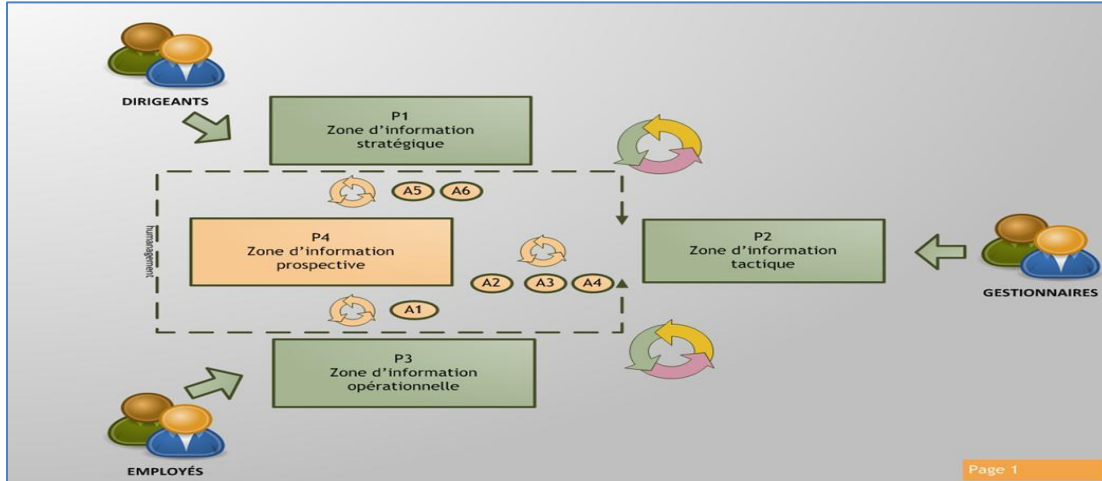 DIRIGEANTS
P1
Zone d'information
stratégique
A5
A6
humanagement
P4
Zone d'information
prospective
P2
Zone d'information
tactique
A2
A3
A4
GESTIONNAIRES
A1
P3
Zone d'information
opérationnelle
EMPLOYÉS
Page 1